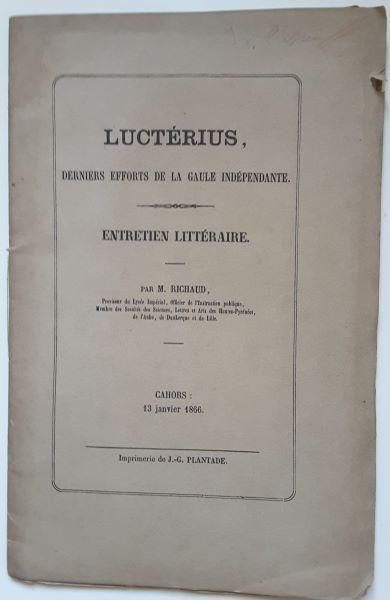 LUCTÉRIUS,
DERNIERS EFFORTS DE LA GAULE INDÉPENDANTE.
ENTRETIEN LITTÉRAIRE.
PAR M. RICHAUD,
Proviseur du Lycée Impérial, Officier de l'Instruction publique,
Membre des Sociétés des Sciences, Lettres et Arts des Hautes-Pyrénées,
de l'Aube, de Dunkerque et de Lille.
CAHORS :
13 janvier 1866.
Imprimerie de J.-G. PLANTADE.